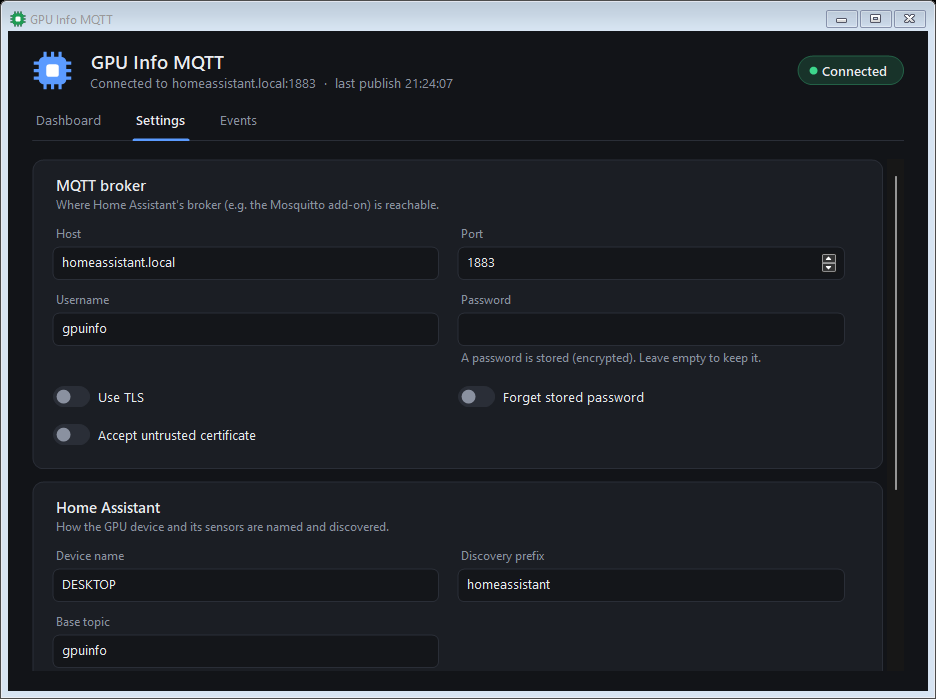 GPU Info MQTT
GPU Info MQTT
Connected to homeassistant.local:1883 · last publish 21:24:07
Connected
Dashboard Settings Events
MQTT broker
Where Home Assistant's broker (e.g. the Mosquitto add-on) is reachable.
Host Port
homeassistant.local 1883
Username Password
gpuinfo
A password is stored (encrypted). Leave empty to keep it.
Use TLS Forget stored password
Accept untrusted certificate
Home Assistant
How the GPU device and its sensors are named and discovered.
Device name Discovery prefix
DESKTOP homeassistant
Base topic
gpuinfo